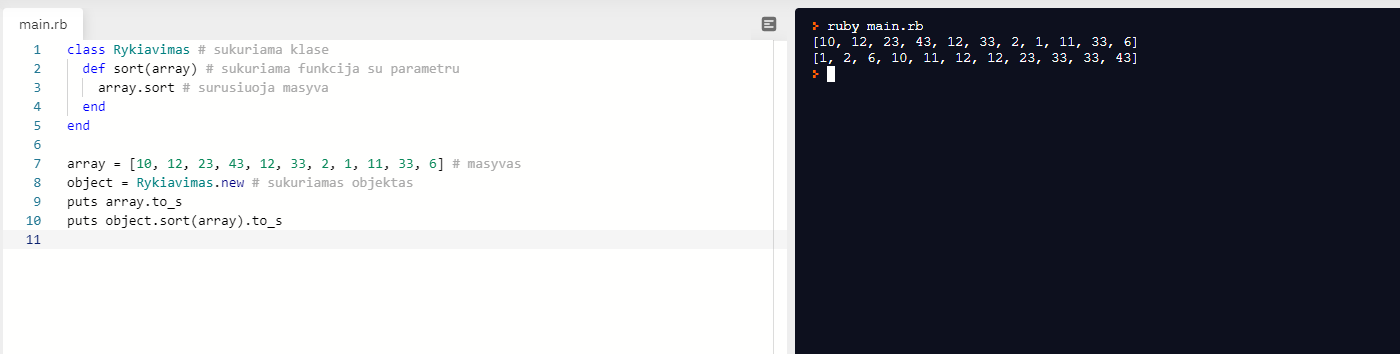 main.rb
1 class Rykiavimas # sukuriama klase
2 def sort(array) # sukuriama funkcija su parametru
3 array.sort # surusiuoja masyva
4 end
5 end
6
7 array = [10, 12, 23, 43, 12, 33, 2, 1, 11, 33, 6] # masyvas
8 object = Rykiavimas.new # sukuriamas objektas
9 puts array.to_s
10 puts object.sort(array).to_s
11
> ruby main.rb
[10, 12, 23, 43, 12, 33, 2, 1, 11, 33, 6]
[1, 2, 6, 10, 11, 12, 12, 23, 33, 33, 43]
>